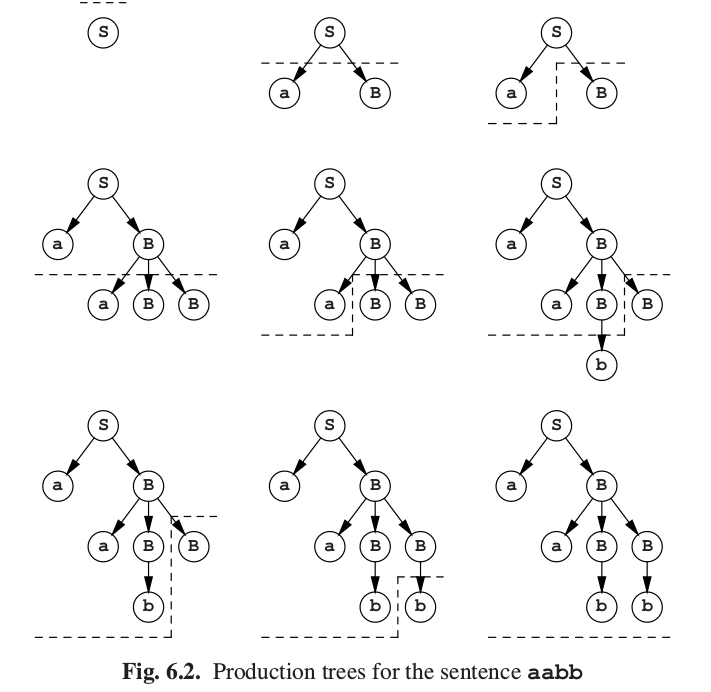 S S S
a B a B
S S S
a B a B a B
a B B a B B a B B
b
S S S
a B a B a B
a B B a B B a B B
b b b b b
Fig. 6.2. Production trees for the sentence aabb